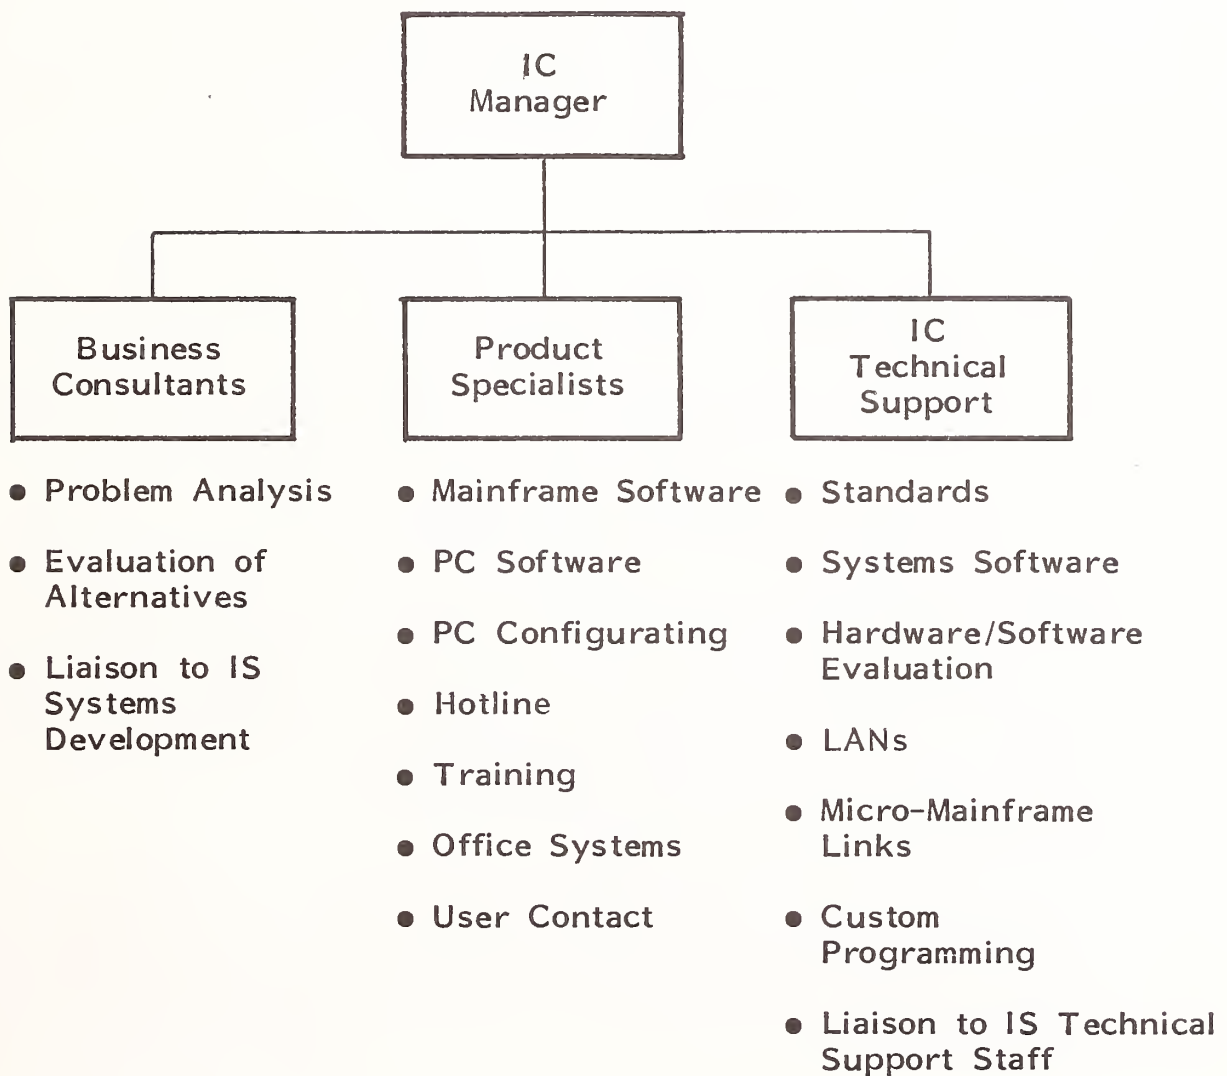 IC
Manager
Business
Consultants
Product
Specialists
IC
Technical
Support
● Problem Analysis
● Evaluation of
Alternatives
● Liaison to IS
Systems
Development
● Mainframe Software
● PC Software
● PC Configurating
● Hotline
● Training
● Office Systems
● User Contact
● Standards
● Systems Software
● Hardware/Software
Evaluation
● LANs
● Micro-Mainframe
Links
● Custom
Programming
● Liaison to IS Technical
Support Staff